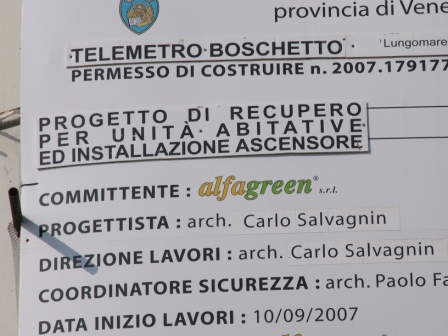 provincia di Vene
TELEMETRO BOSCHETTO Lungomare
PERMESSO DI COSTRUIRE n. 2007.179177
PROGETTO DI RECUPERO
PER UNITÀ ABITATIVE
ED INSTALLAZIONE ASCENSORE
COMMITTENTE : alfagreen® s.r.l.
PROGETTISTA : arch. Carlo Salvagnin
DIREZIONE LAVORI : arch. Carlo Salvagnin
COORDINATORE SICUREZZA : arch. Paolo Fa
DATA INIZIO LAVORI : 10/09/2007